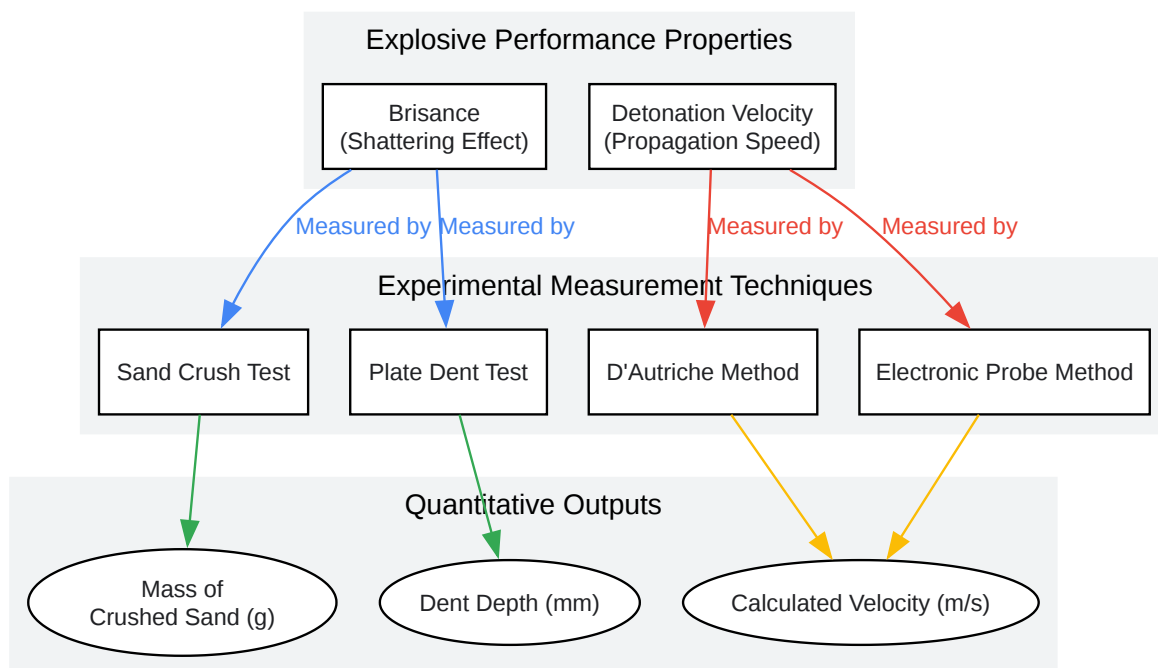 Explosive Performance Properties
Brisance
(Shattering Effect)
Detonation Velocity
(Propagation Speed)
Measured by
Measured by
Measured by
Measured by
Experimental Measurement Techniques
Sand Crush Test
Plate Dent Test
D'Autriche Method
Electronic Probe Method
Quantitative Outputs
Mass of
Crushed Sand (g)
Dent Depth (mm)
Calculated Velocity (m/s)